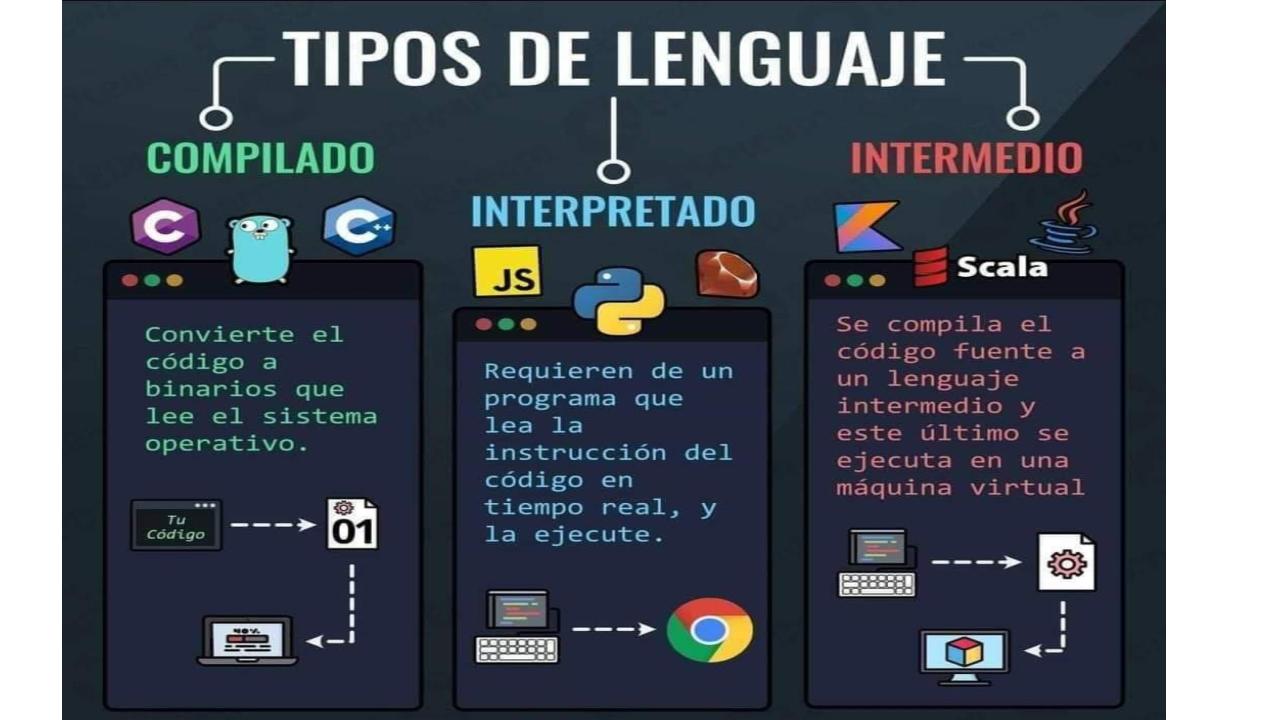 TIPOS DE LENGUAJE
COMPILADO
C
C++
Convierte el
código a
binarios que
lee el sistema
operativo.
Tu
Código
01
40%
INTERPRETADO
JS
Requieren de un
programa que
lea la
instrucción del
código en
tiempo real, y
la ejecute.
INTERMEDIO
Scala
Se compila el
código fuente a
un lenguaje
intermedio y
este último se
ejecuta en una
máquina virtual